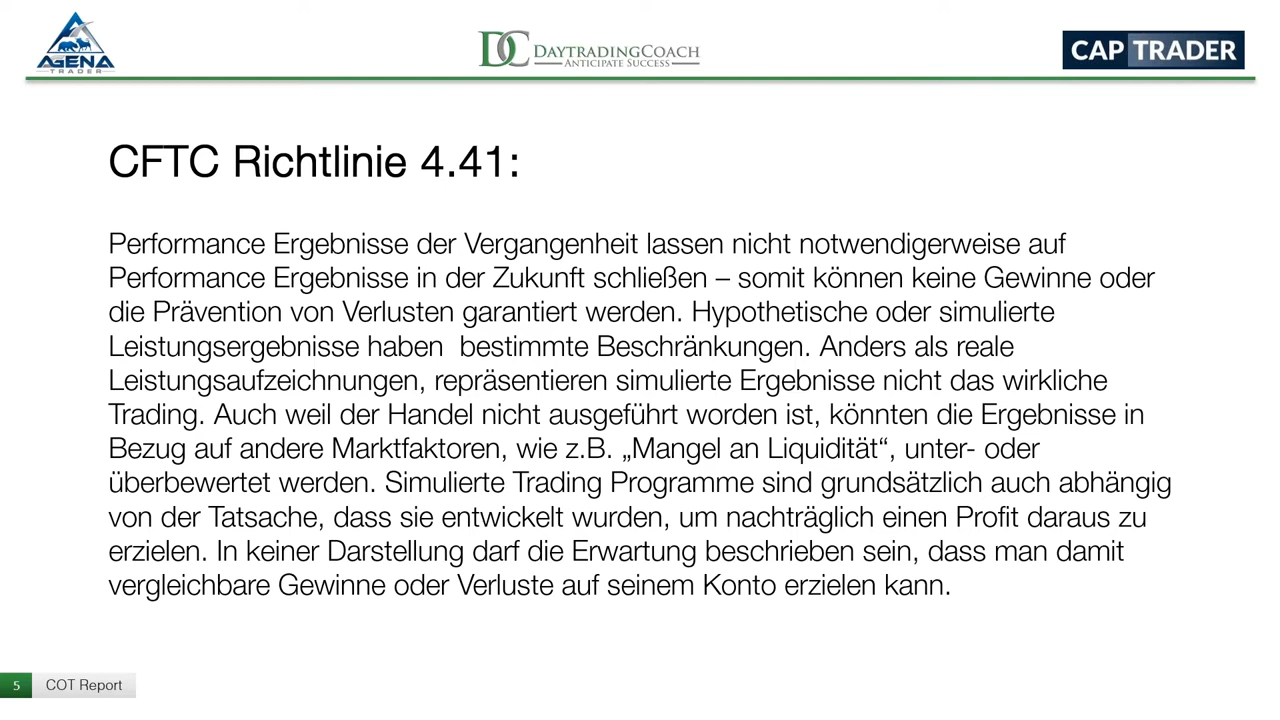 AGENA
TRADER
DC DAYTRADINGCOACH
ANTICIPATE SUCCESS
CAP TRADER
CFTC Richtlinie 4.41:
Performance Ergebnisse der Vergangenheit lassen nicht notwendigerweise auf
Performance Ergebnisse in der Zukunft schließen – somit können keine Gewinne oder
die Prävention von Verlusten garantiert werden. Hypothetische oder simulierte
Leistungsergebnisse haben  bestimmte Beschränkungen. Anders als reale
Leistungsaufzeichnungen, repräsentieren simulierte Ergebnisse nicht das wirkliche
Trading. Auch weil der Handel nicht ausgeführt worden ist, könnten die Ergebnisse in
Bezug auf andere Marktfaktoren, wie z.B. „Mangel an Liquidität“, unter- oder
überbewertet werden. Simulierte Trading Programme sind grundsätzlich auch abhängig
von der Tatsache, dass sie entwickelt wurden, um nachträglich einen Profit daraus zu
erzielen. In keiner Darstellung darf die Erwartung beschrieben sein, dass man damit
vergleichbare Gewinne oder Verluste auf seinem Konto erzielen kann.
5 COT Report